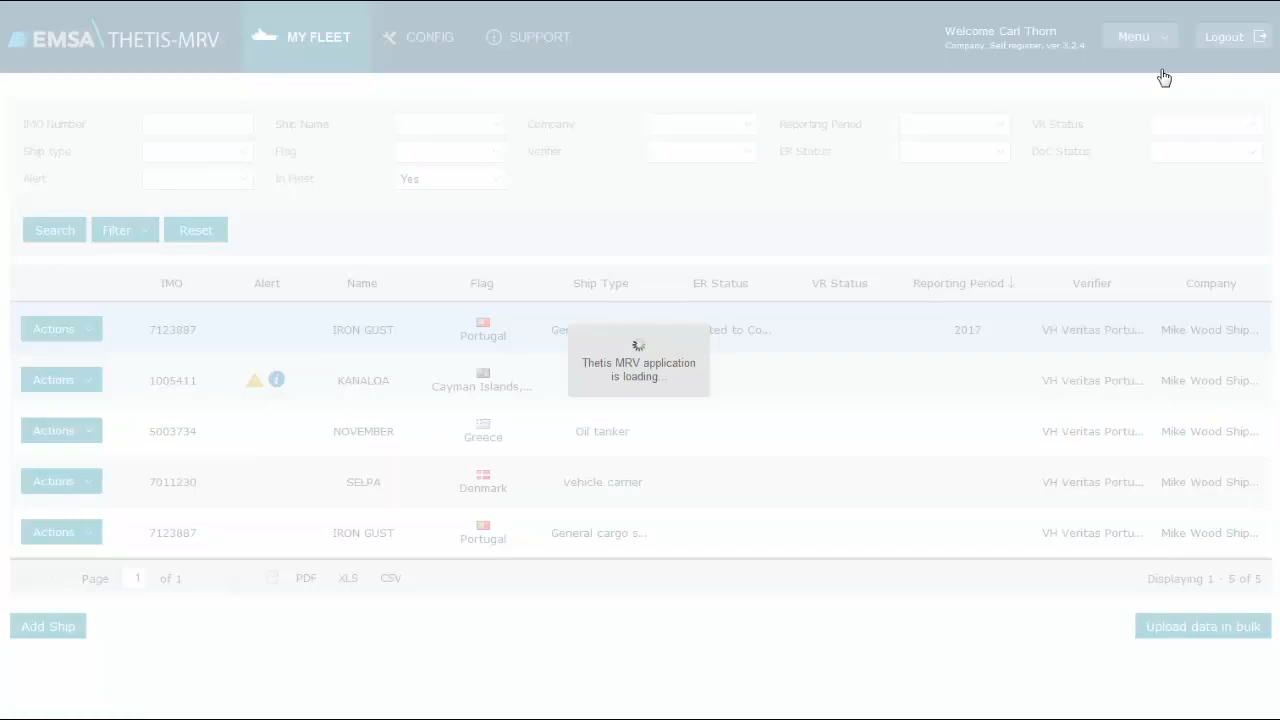 EMSA THETIS-MRV MY FLEET CONFIG SUPPORT Welcome Carl Thorn Menu Logout
Company, Self register, ver 3.2.4
IMO Number Ship Name Company Reporting Period VR Status
Ship type Flag Verifier ER Status DoC Status
Alert In Fleet Yes
Search Filter Reset
IMO Alert Name Flag Ship Type ER Status VR Status Reporting Period ↓ Verifier Company
Actions 7123887 IRON GUST Portugal ted to Co... 2017 VH Veritas Portu... Mike Wood Ship...
Thetis MRV application
is loading...
Actions 1005411 KANALOA Cayman Islands,... VH Veritas Portu... Mike Wood Ship...
Actions 5003734 NOVEMBER Greece Oil tanker VH Veritas Portu... Mike Wood Ship...
Actions 7011230 SELPA Denmark Vehicle carrier VH Veritas Portu... Mike Wood Ship...
Actions 7123887 IRON GUST Portugal General cargo s... VH Veritas Portu... Mike Wood Ship...
Page 1 of 1 PDF XLS CSV Displaying 1 - 5 of 5
Add Ship Upload data in bulk